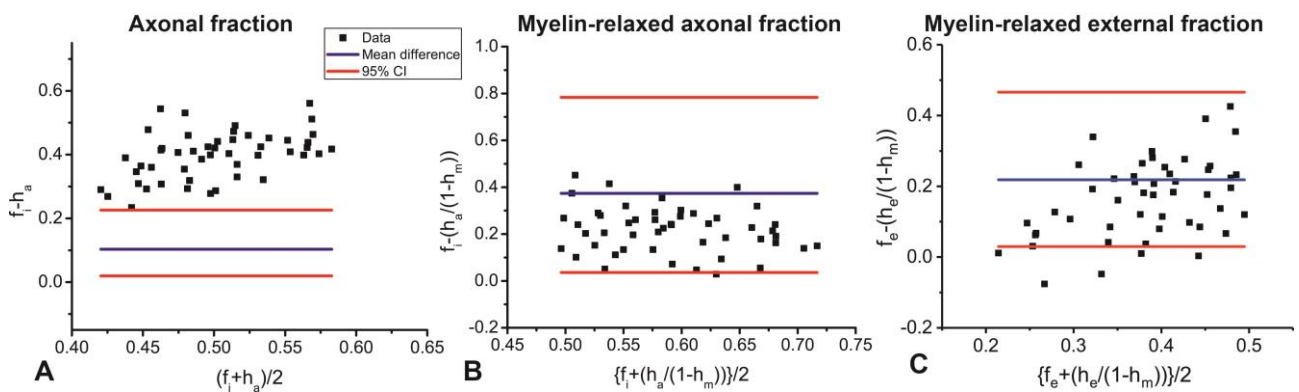 Axonal fraction
Data
Mean difference
95% CI
f_i-h_a
0.6
0.4
0.2
0.0
0.40 0.45 0.50 0.55 0.60 0.65
(f_i+h_a)/2
A
Myelin-relaxed axonal fraction
f_i-(h_a/(1-h_m))
1.0
0.8
0.6
0.4
0.2
0.0
-0.2
0.45 0.50 0.55 0.60 0.65 0.70 0.75
{f_i+(h_a/(1-h_m))}/2
B
Myelin-relaxed external fraction
f_e-(h_e/(1-h_m))
0.6
0.4
0.2
0.0
-0.2
0.2 0.3 0.4 0.5
{f_e+(h_e/(1-h_m))}/2
C